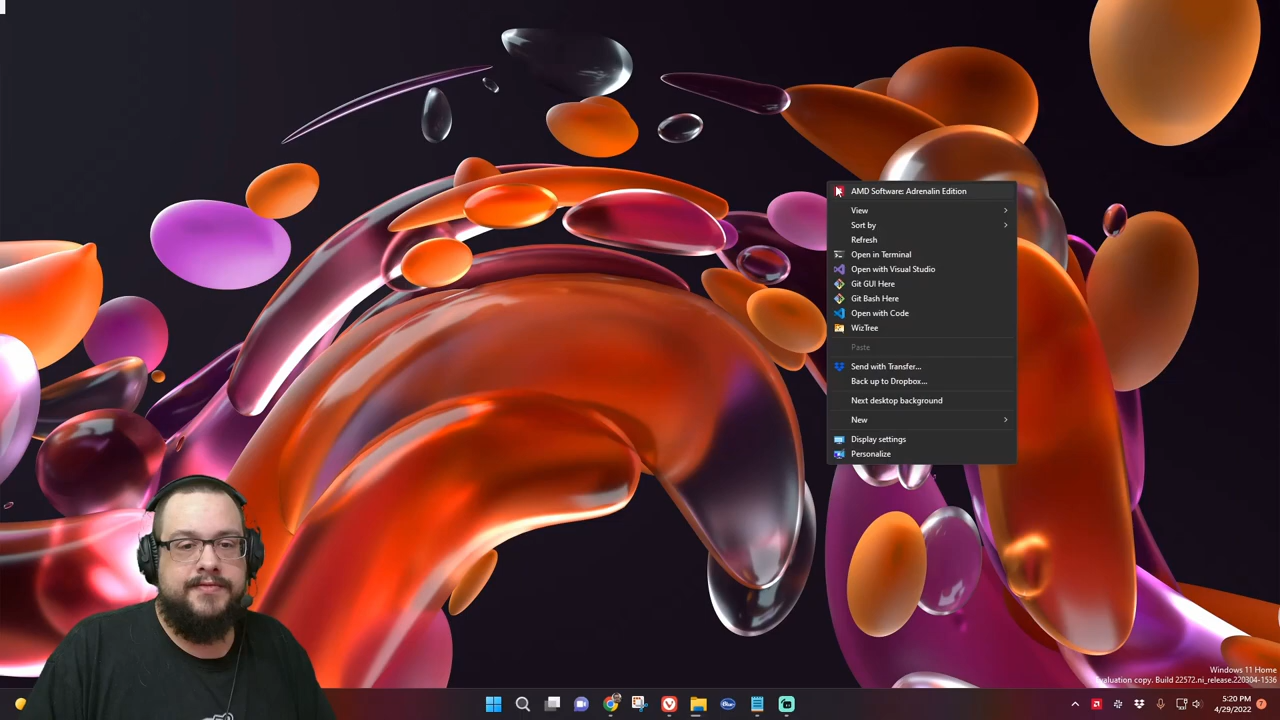 AMD Software: Adrenalin Edition
View
Sort by
Refresh
Open in Terminal
Open with Visual Studio
Git GUI Here
Git Bash Here
Open with Code
WizTree
Paste
Send with Transfer...
Back up to Dropbox...
Next desktop background
New
Display settings
Personalize
Windows 11 Home
Evaluation copy. Build 22572.ni_release.220304-1536
5:20 PM
4/29/2022